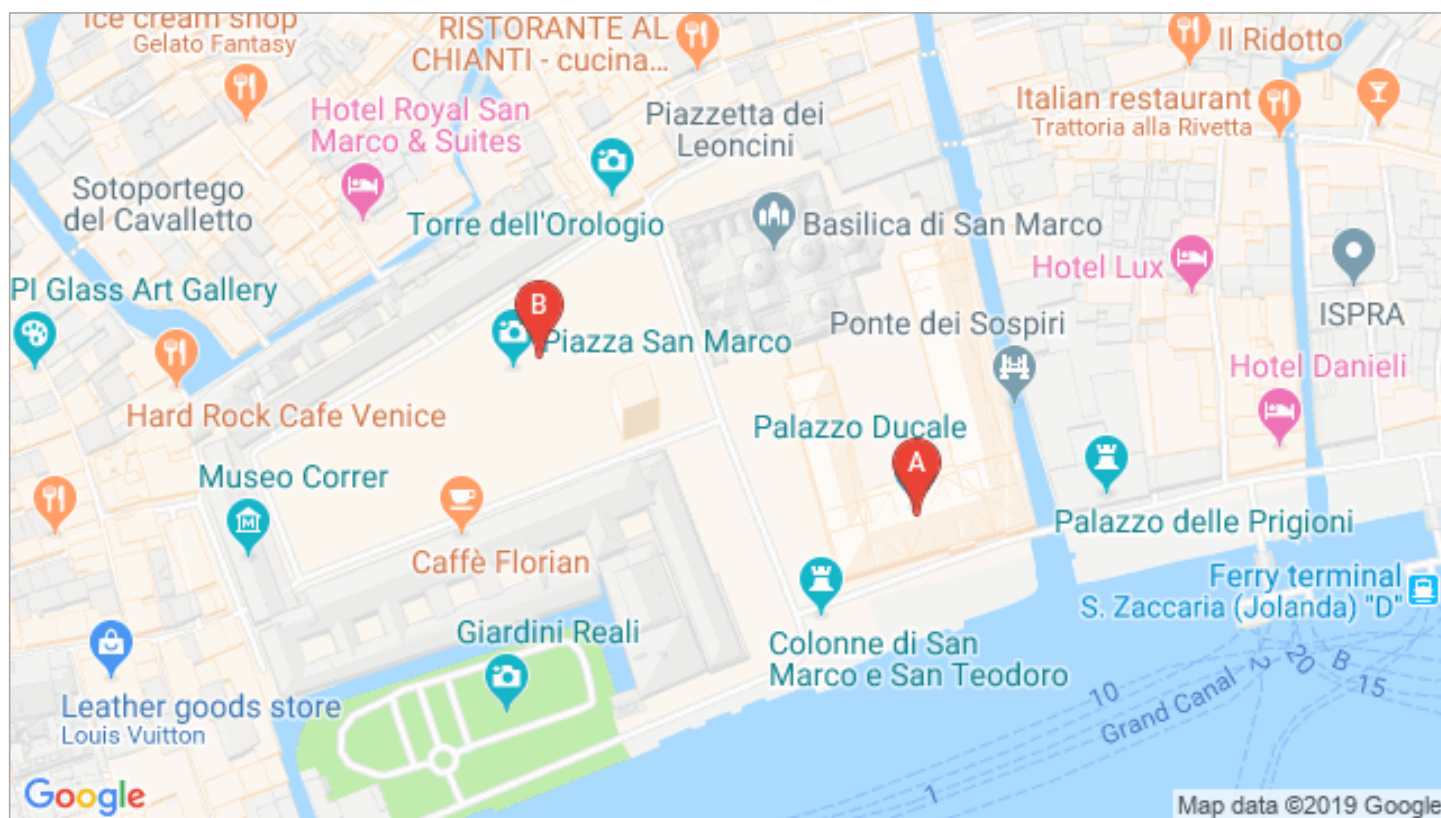 Ice cream shop
Gelato Fantasy
RISTORANTE AL
CHIANTI - cucina...
Il Ridotto
Hotel Royal San
Marco & Suites
Piazzetta dei
Leoncini
Italian restaurant
Trattoria alla Rivetta
Sotoportego
del Cavalletto
Torre dell'Orologio
Basilica di San Marco
Hotel Lux
PI Glass Art Gallery
ISPRA
B
Piazza San Marco
Ponte dei Sospiri
Hotel Danieli
Hard Rock Cafe Venice
Palazzo Ducale
A
Museo Correr
M
Palazzo delle Prigioni
Caffè Florian
Ferry terminal
S. Zaccaria (Jolanda) "D"
Giardini Reali
Colonne di San
Marco e San Teodoro
Leather goods store
Louis Vuitton
10
Grand Canal
2
20
B
15
1
Google
Map data ©2019 Google